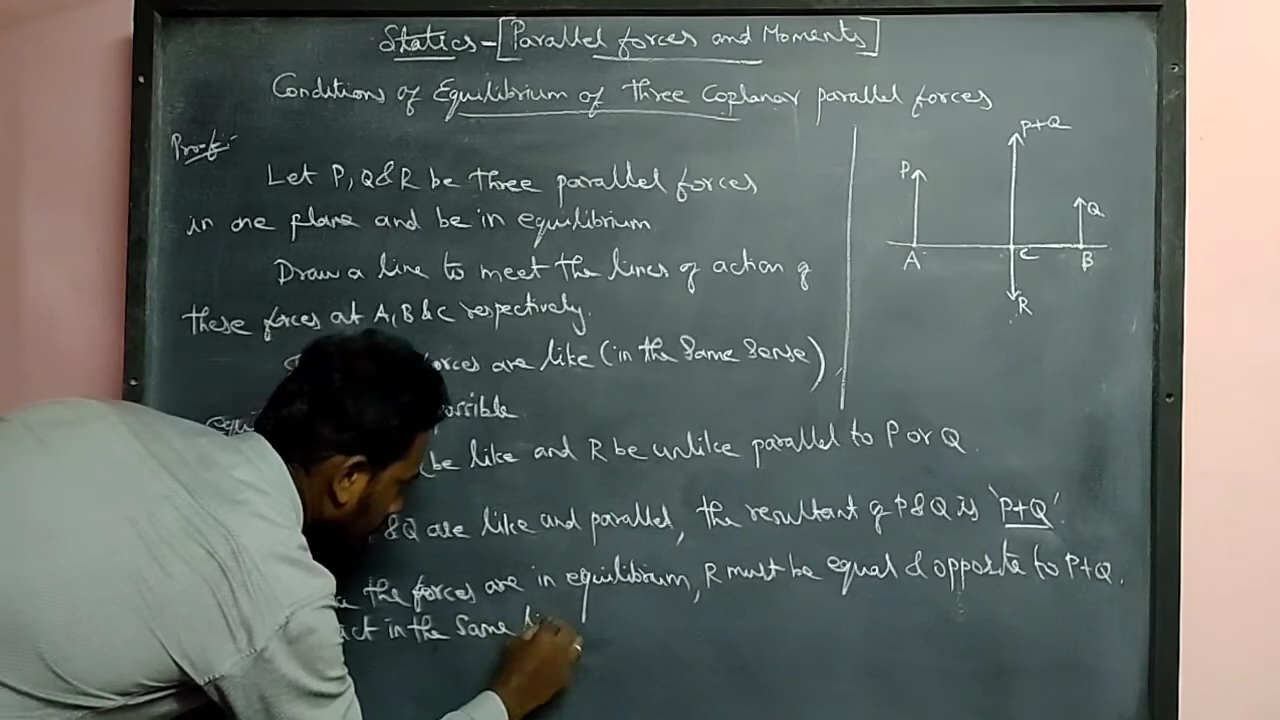 Statics - [Parallel forces and Moments]
Conditions of Equilibrium of Three Coplanar parallel forces
Proof:-
Let P, Q & R be three parallel forces
in one plane and be in equilibrium
Draw a line to meet the lines of action of
these forces at A, B & C respectively.
forces are like (in the same sense)
be like and R be unlike parallel to P or Q.
& Q are like and parallel, the resultant of P & Q is 'P+Q'.
the forces are in equilibrium, R must be equal & opposite to P+Q.
act in the same
P+Q
P
Q
A
C
B
R